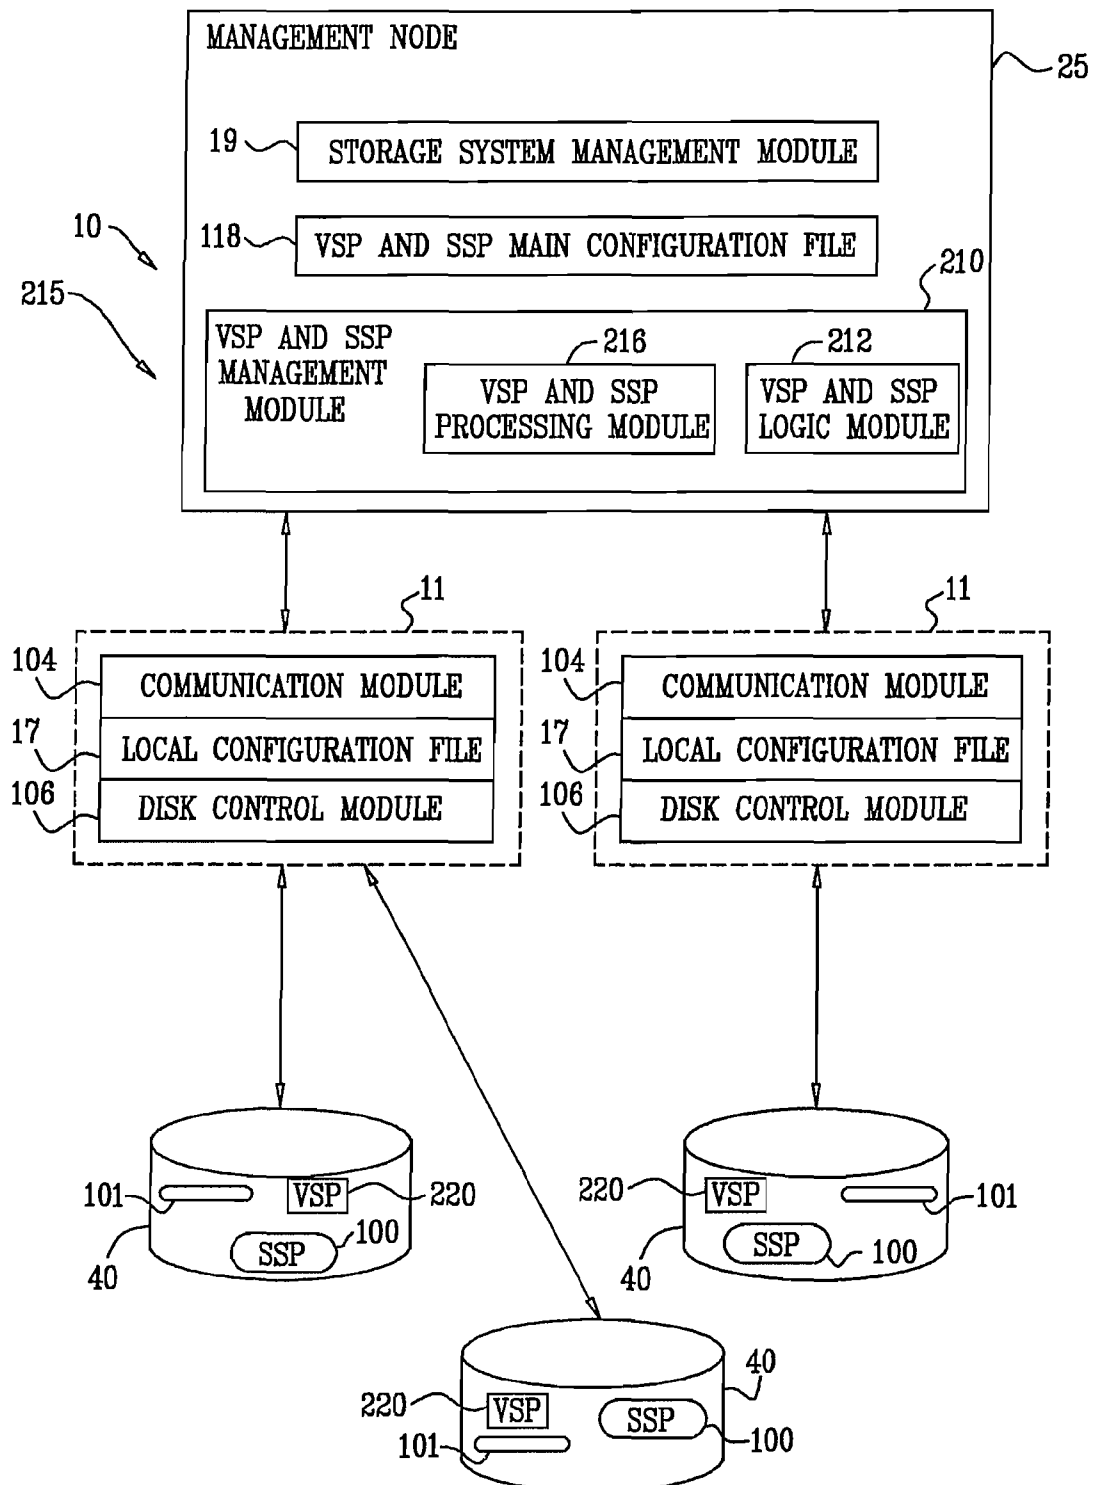 MANAGEMENT NODE
25
19
STORAGE SYSTEM MANAGEMENT MODULE
10
118
VSP AND SSP MAIN CONFIGURATION FILE
215
210
VSP AND SSP
MANAGEMENT
MODULE
216
VSP AND SSP
PROCESSING MODULE
212
VSP AND SSP
LOGIC MODULE
11
104
COMMUNICATION MODULE
17
LOCAL CONFIGURATION FILE
106
DISK CONTROL MODULE
11
104
COMMUNICATION MODULE
17
LOCAL CONFIGURATION FILE
106
DISK CONTROL MODULE
101
VSP
220
SSP
100
40
220
VSP
101
SSP
100
40
40
220
VSP
SSP
101
100